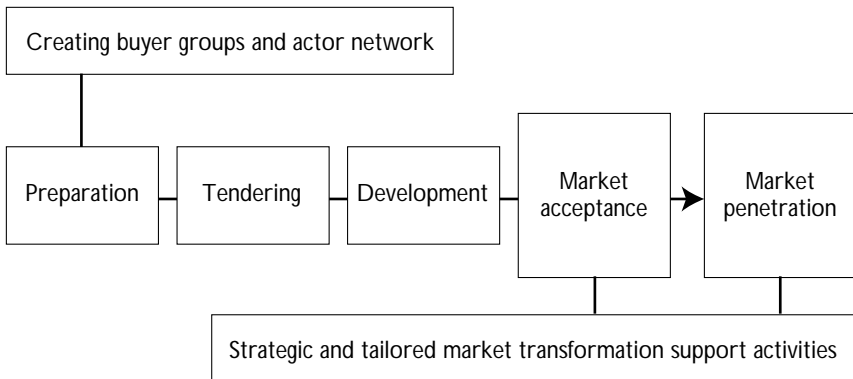 Creating buyer groups and actor network
Preparation
Tendering
Development
Market
acceptance
Market
penetration
Strategic and tailored market transformation support activities